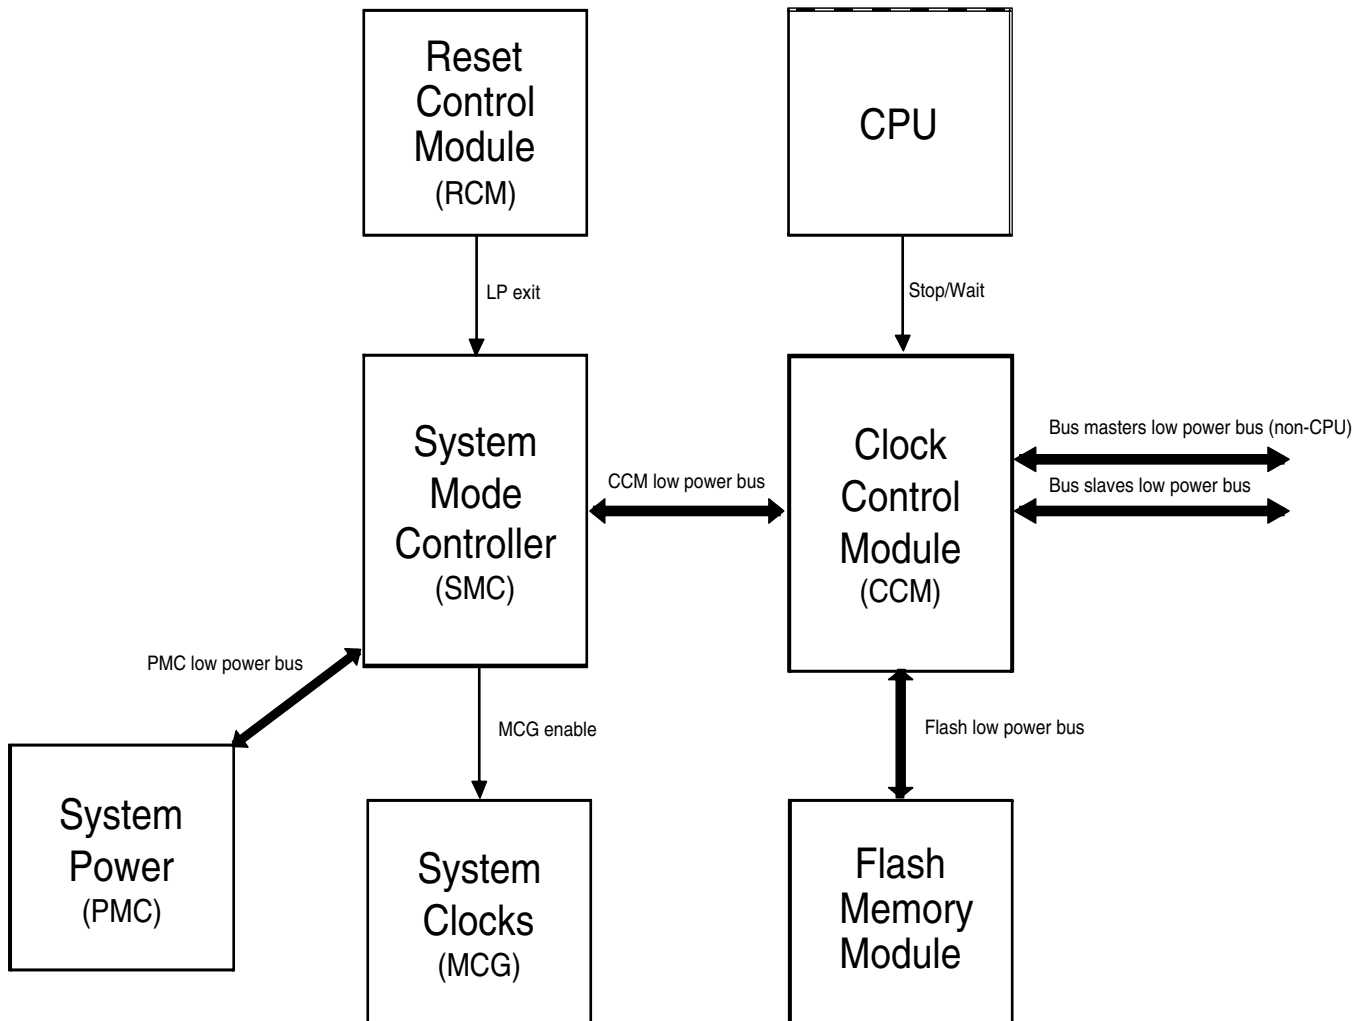 Reset
Control
Module
(RCM)
CPU
LP exit
Stop/Wait
System
Mode
Controller
(SMC)
CCM low power bus
Clock
Control
Module
(CCM)
Bus masters low power bus (non-CPU)
Bus slaves low power bus
PMC low power bus
MCG enable
Flash low power bus
System
Power
(PMC)
System
Clocks
(MCG)
Flash
Memory
Module